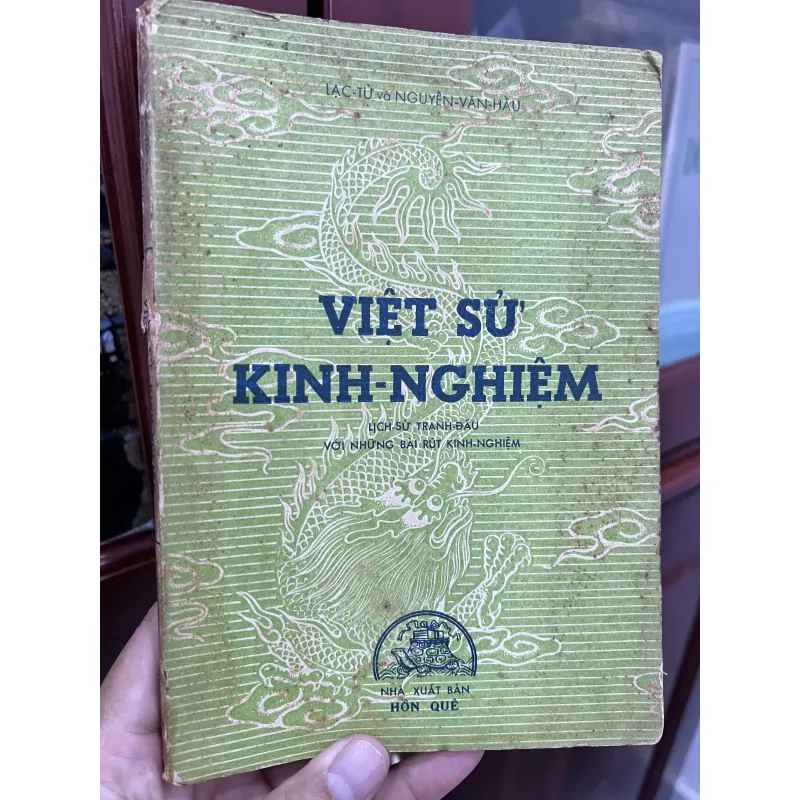 LẠC-TỬ và NGUYỄN-VĂN-HẦU
VIỆT SỬ
KINH-NGHIỆM
LỊCH-SỬ TRANH-ĐẤU
VỚI NHỮNG BÀI RÚT KINH-NGHIỆM
NHÀ XUẤT BẢN
HỒN QUÊ